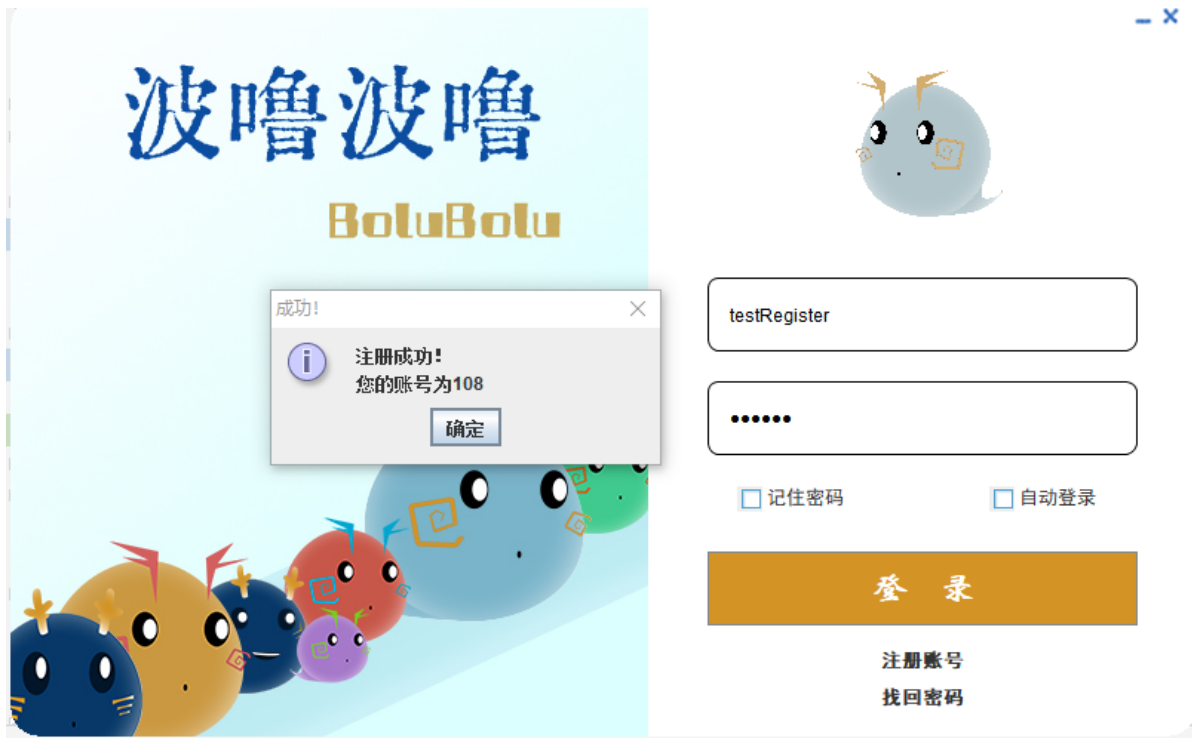 波噜波噜
BoluBolu
成功!
注册成功!
您的账号为108
确定
testRegister
••••••
记住密码
自动登录
登 录
注册账号
找回密码